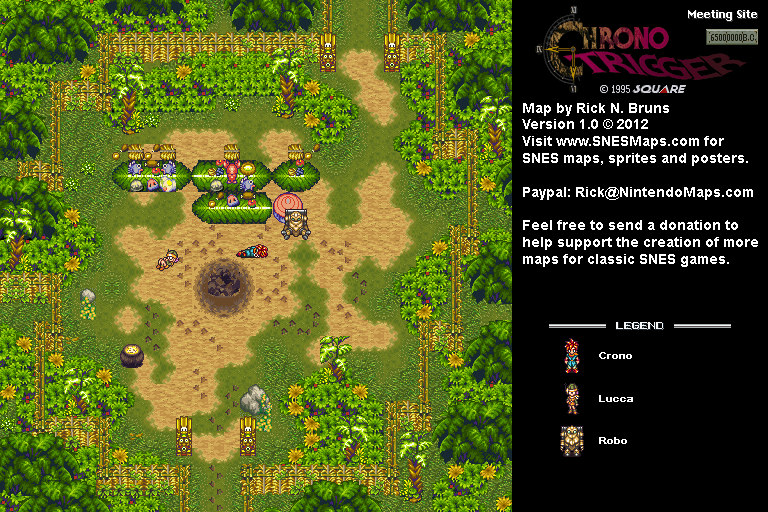 Meeting Site
65000000B.C.
CHRONO
TRIGGER
© 1995 SQUARE
Map by Rick N. Bruns
Version 1.0 © 2012
Visit www.SNESMaps.com for
SNES maps, sprites and posters.
Paypal: Rick@NintendoMaps.com
Feel free to send a donation to
help support the creation of more
maps for classic SNES games.
LEGEND
Crono
Lucca
Robo